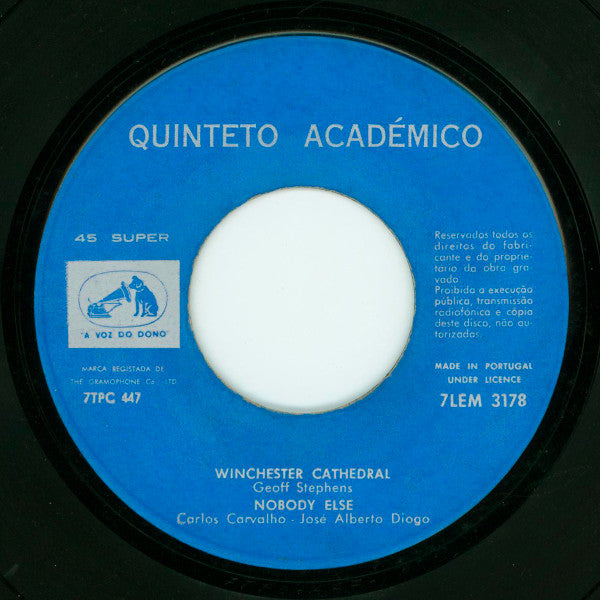 QUINTETO ACADÉMICO
45 SUPER
"A VOZ DO DONO"
MARCA REGISTADA DE
THE GRAMOPHONE Co., LTD.
7TPC 447
Reservados todos os
direitos do fabri-
cante e do proprie-
tário da obra gra-
vada
Proibida a execução
pública, transmissão
radiofónica e cópia
deste disco, não au-
torizadas.
MADE IN PORTUGAL
UNDER LICENCE
7LEM 3178
WINCHESTER CATHEDRAL
Geoff Stephens
NOBODY ELSE
Carlos Carvalho - José Alberto Diogo